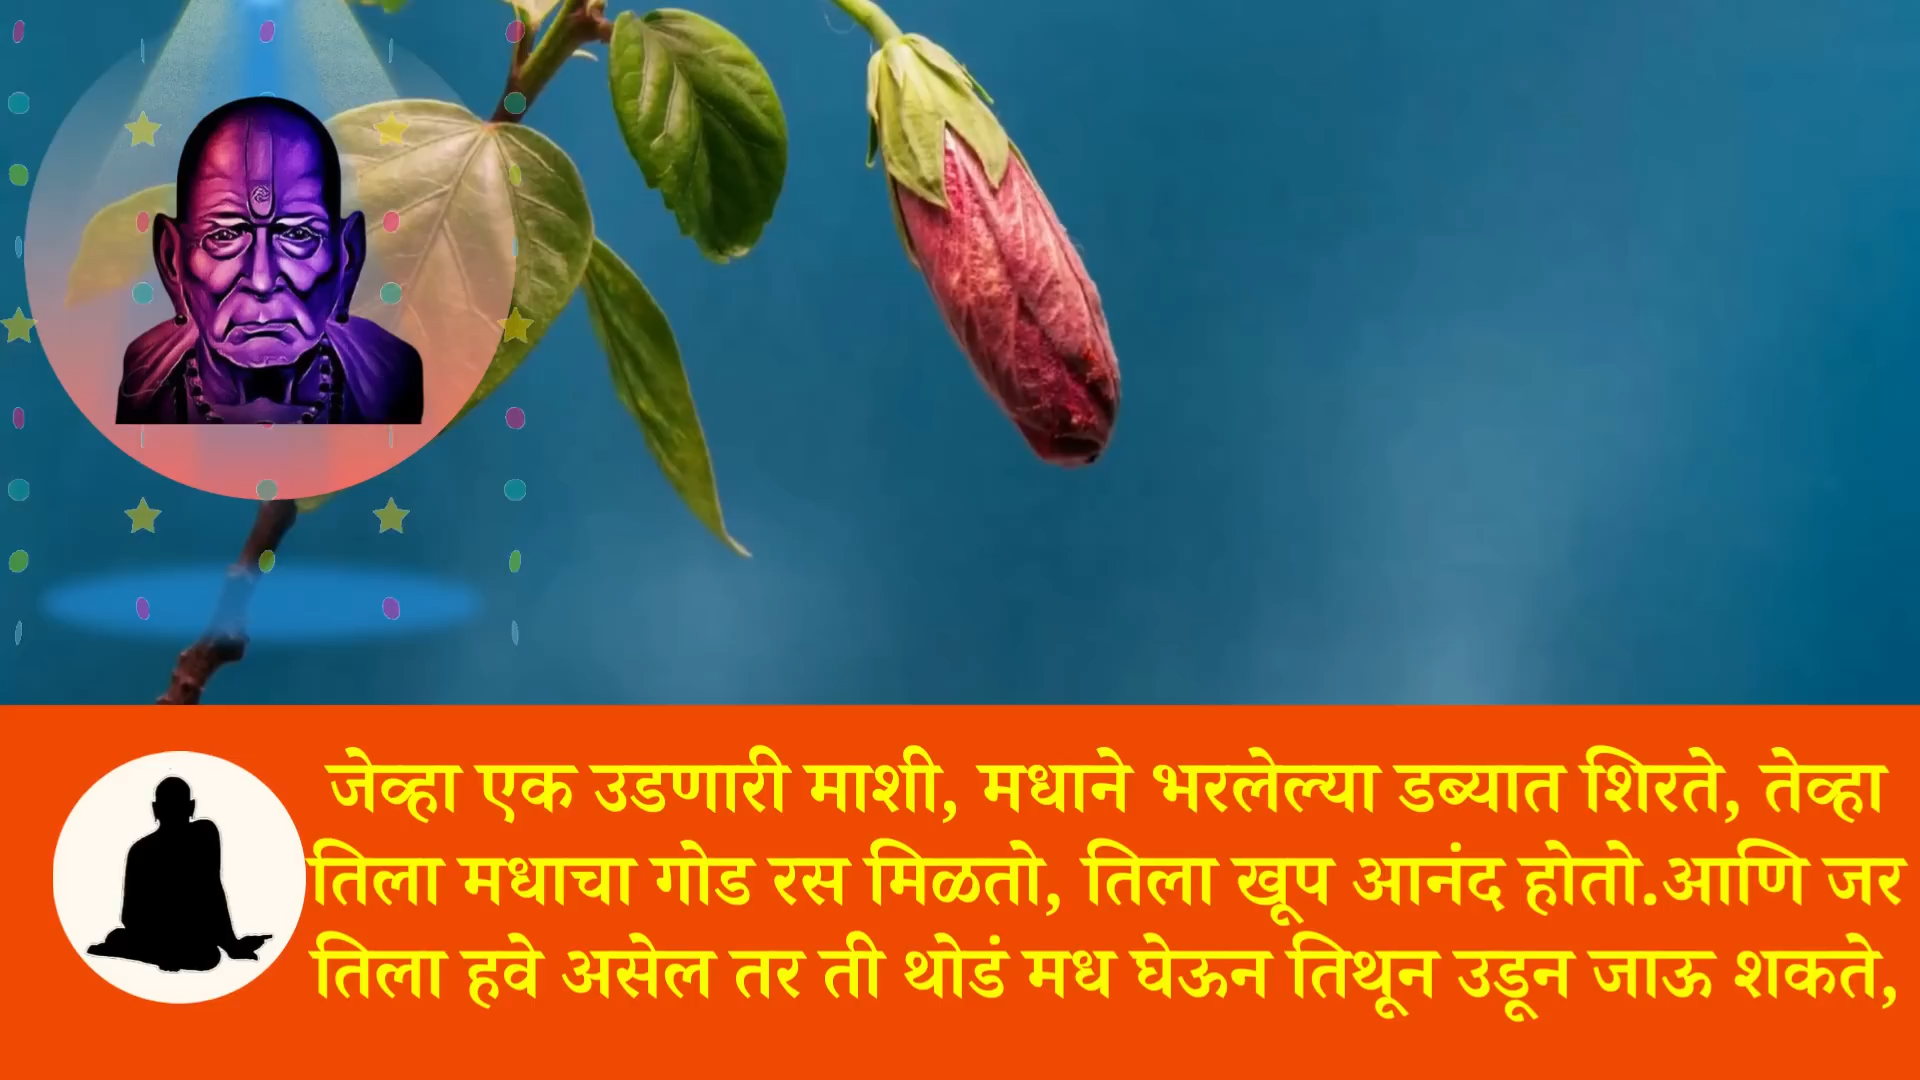 जेव्हा एक उडणारी माशी, मधाने भरलेल्या डब्यात शिरते, तेव्हा
तिला मधाचा गोड रस मिळतो, तिला खूप आनंद होतो.आणि जर
तिला हवे असेल तर ती थोडं मध घेऊन तिथून उडून जाऊ शकते,